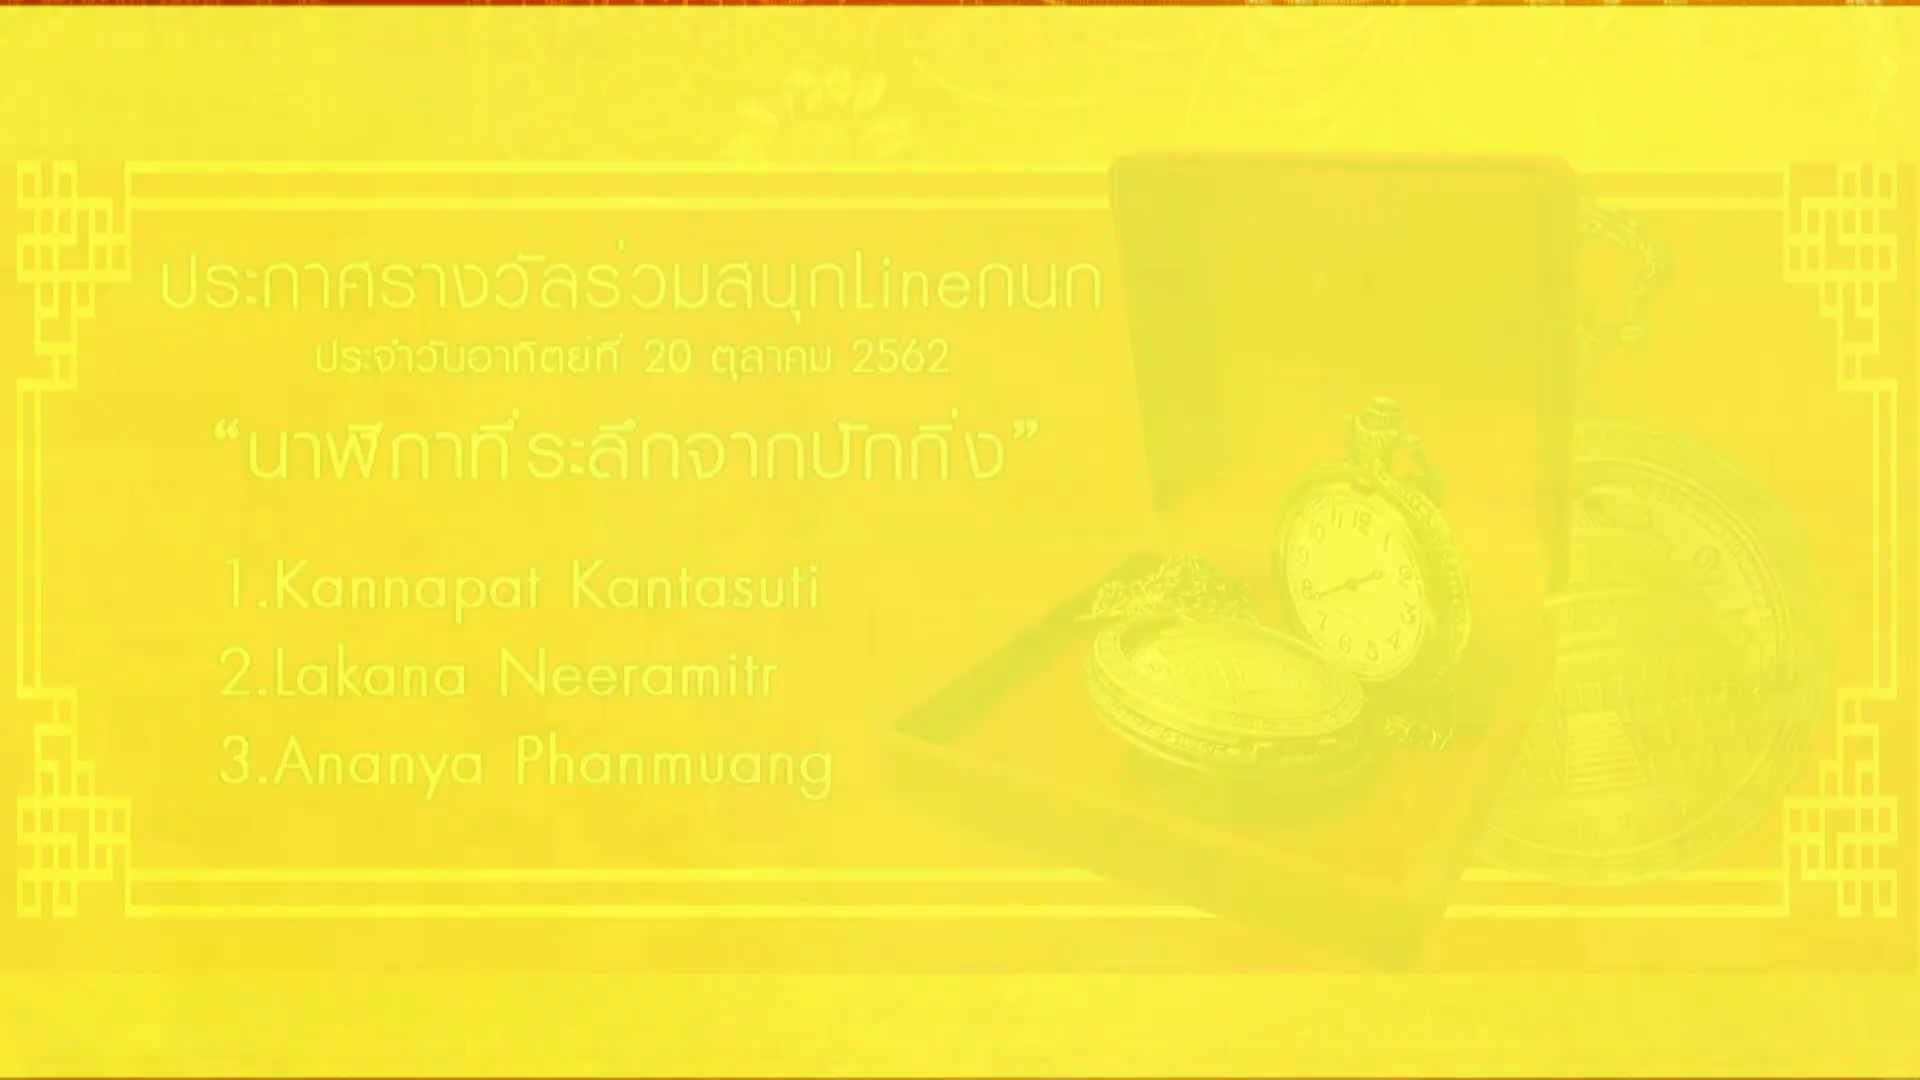 ประกาศรางวัลร่วมสนุกLineกนก
ประจำวันอาทิตย์ที่ 20 ตุลาคม 2562
“นาฬิกาที่ระลึกจากปักกิ่ง”
1.Kannapat Kantasuti
2.Lakana Neeramitr
3.Ananya Phanmuang